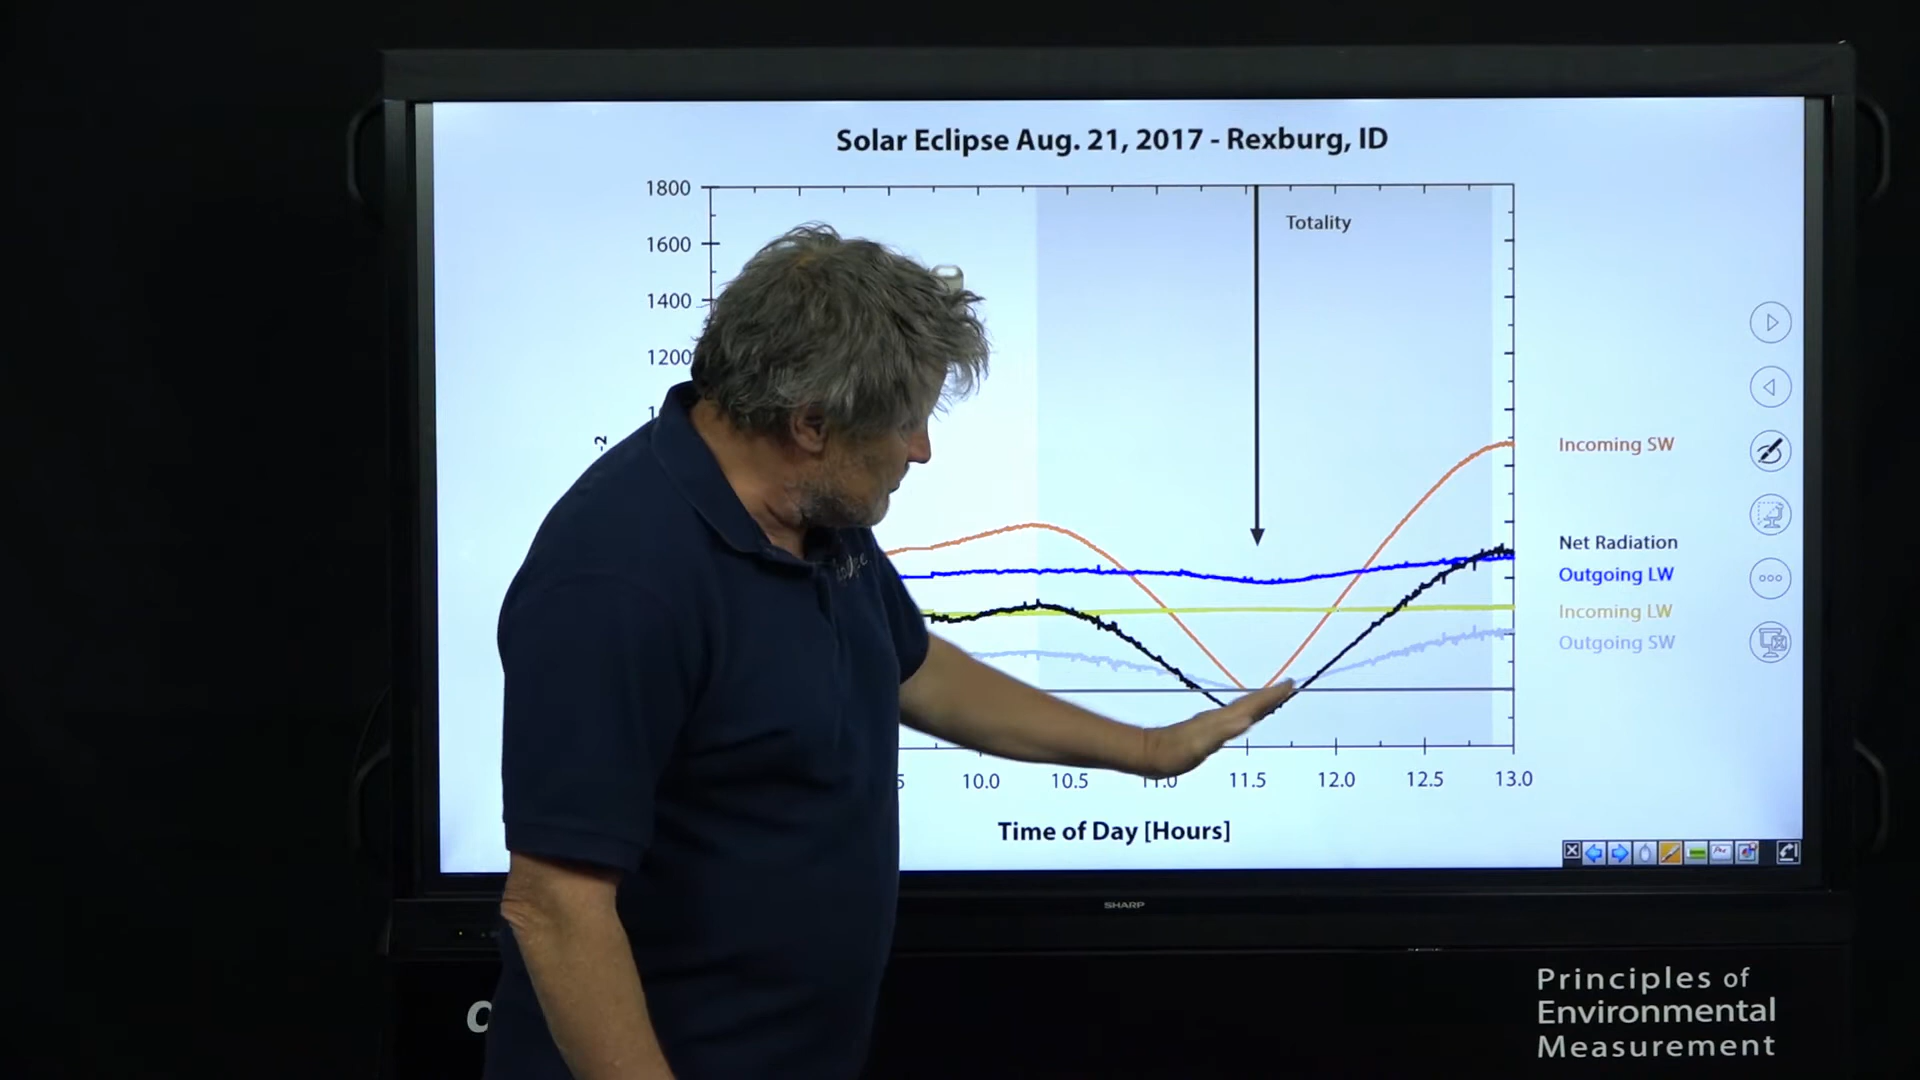 Solar Eclipse Aug. 21, 2017 - Rexburg, ID
1800
1600
1400
1200
Totality
-2
Incoming SW
Net Radiation
Outgoing LW
Incoming LW
Outgoing SW
10.0
10.5
11.5
12.0
12.5
13.0
Time of Day [Hours]
SHARP
Principles of
Environmental
Measurement